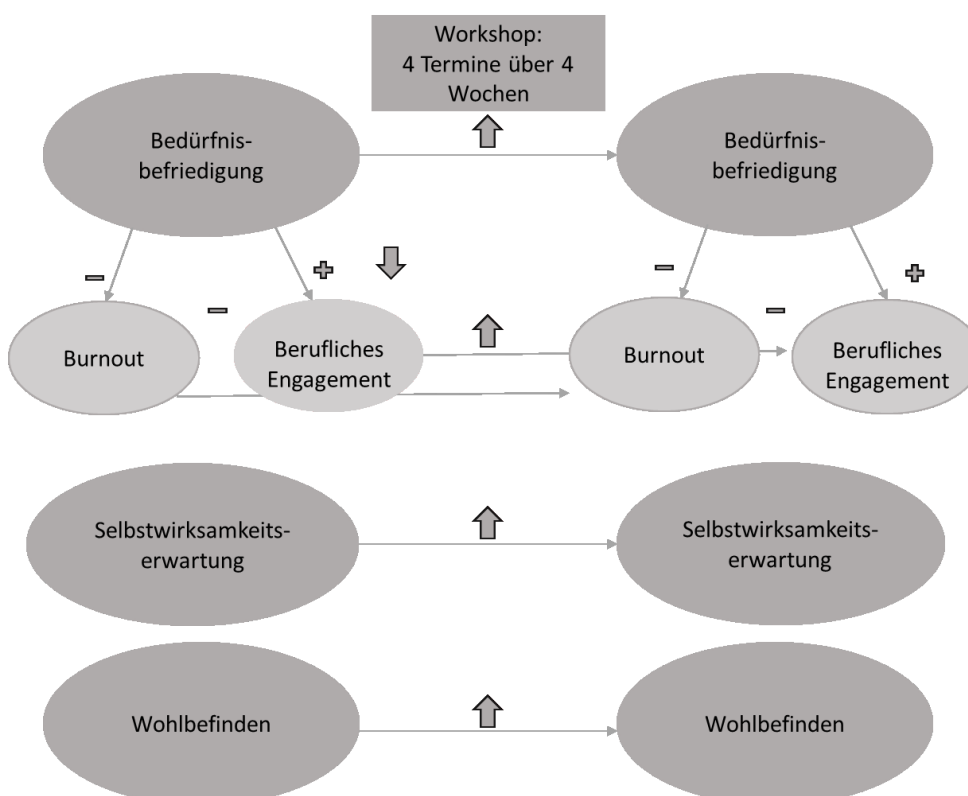 Workshop:
4 Termine über 4
Wochen
Bedürfnis-
befriedigung
Bedürfnis-
befriedigung
Burnout
Berufliches
Engagement
Burnout
Berufliches
Engagement
Selbstwirksamkeits-
erwartung
Selbstwirksamkeits-
erwartung
Wohlbefinden
Wohlbefinden